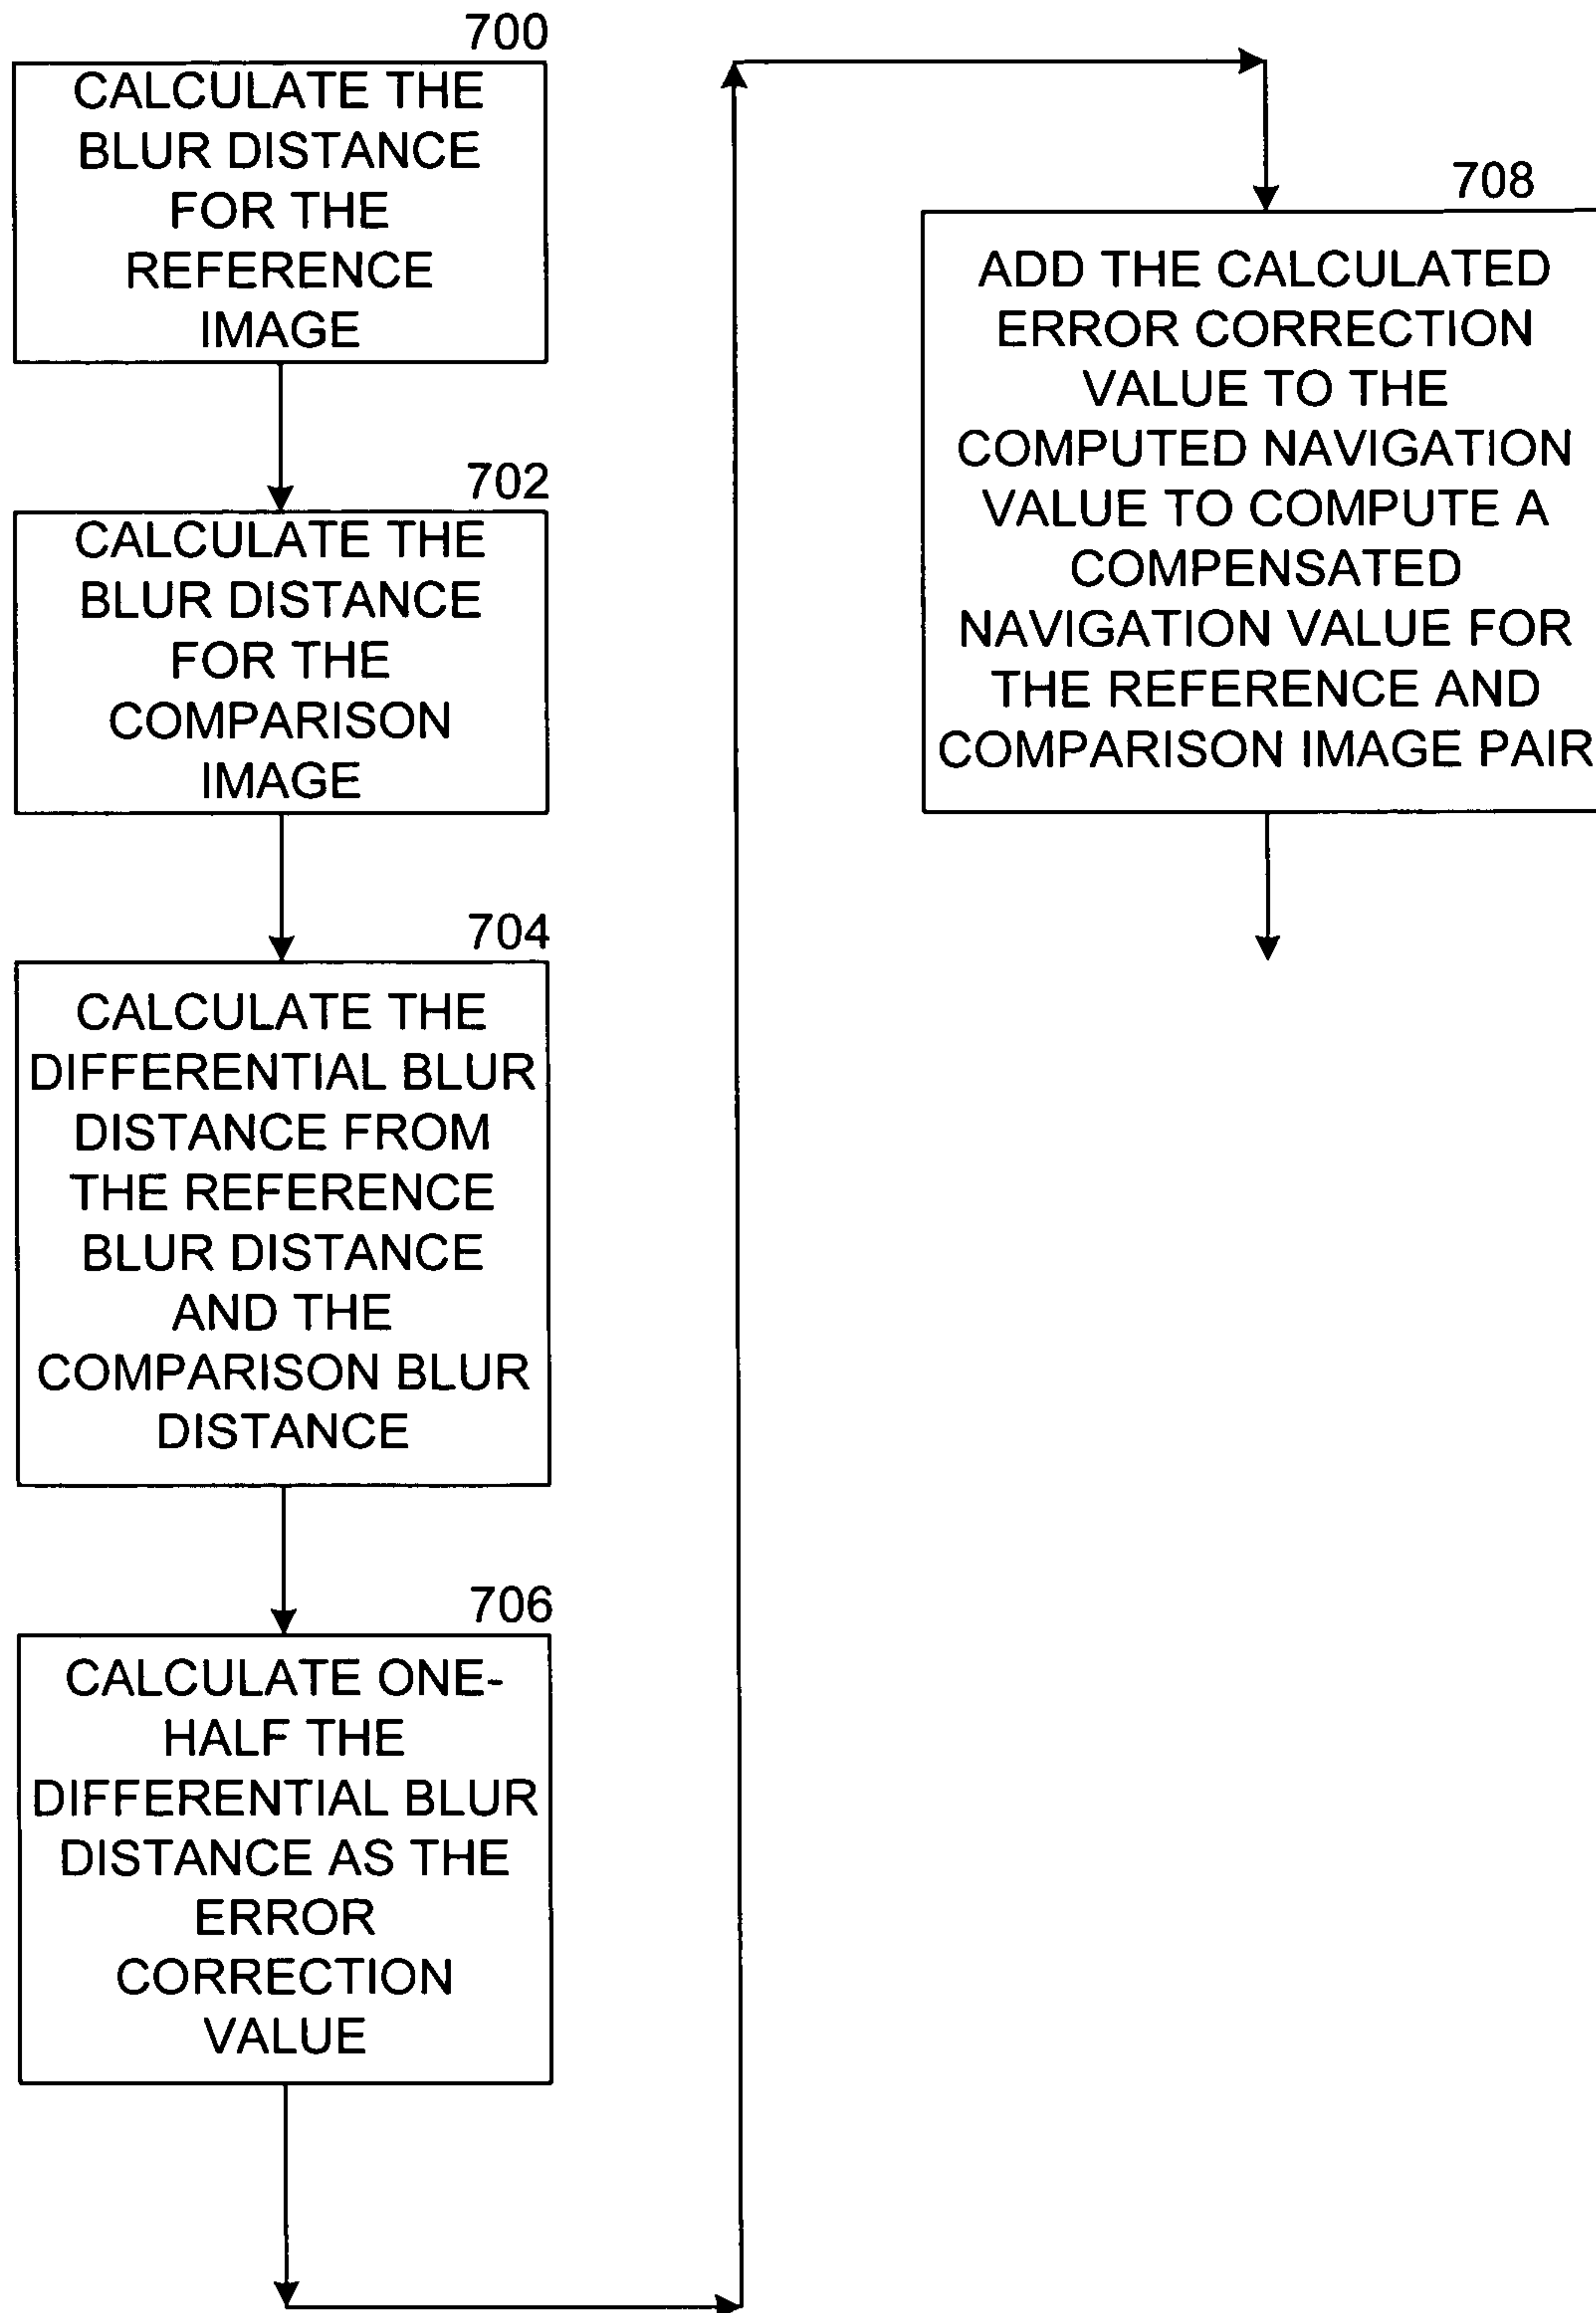 700
CALCULATE THE
BLUR DISTANCE
FOR THE
REFERENCE
IMAGE
702
CALCULATE THE
BLUR DISTANCE
FOR THE
COMPARISON
IMAGE
704
CALCULATE THE
DIFFERENTIAL BLUR
DISTANCE FROM
THE REFERENCE
BLUR DISTANCE
AND THE
COMPARISON BLUR
DISTANCE
706
CALCULATE ONE-
HALF THE
DIFFERENTIAL BLUR
DISTANCE AS THE
ERROR
CORRECTION
VALUE
708
ADD THE CALCULATED
ERROR CORRECTION
VALUE TO THE
COMPUTED NAVIGATION
VALUE TO COMPUTE A
COMPENSATED
NAVIGATION VALUE FOR
THE REFERENCE AND
COMPARISON IMAGE PAIR